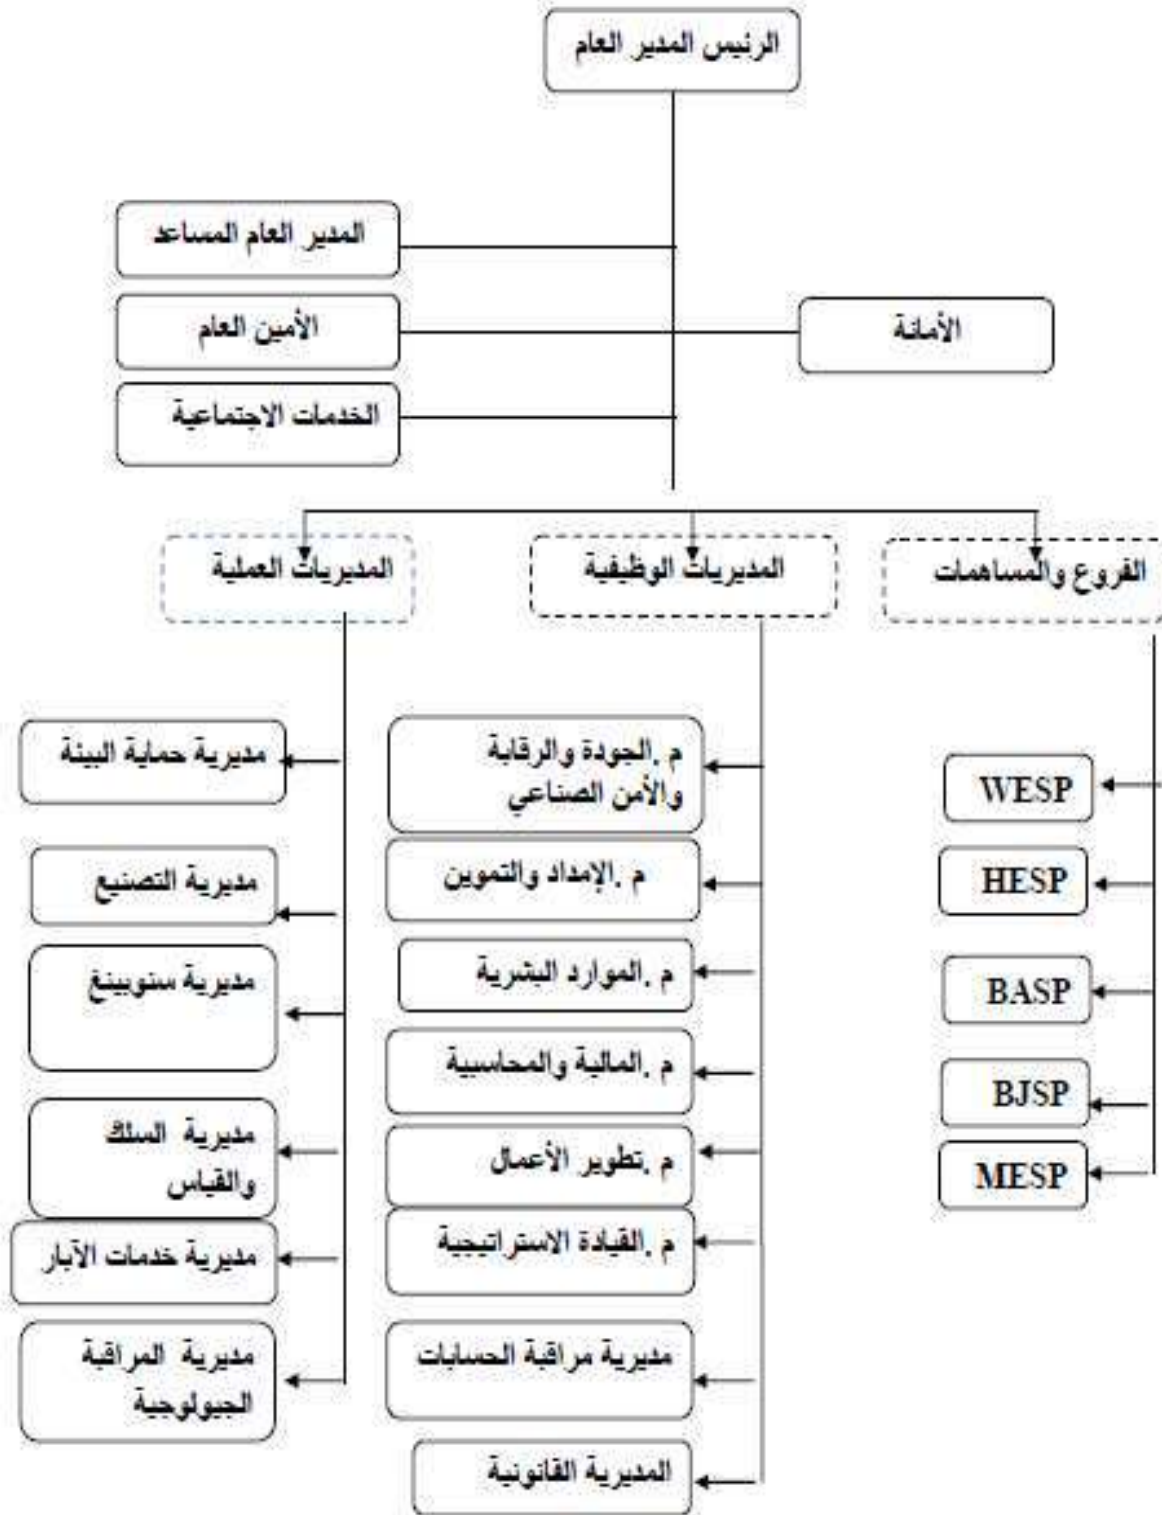 الرئيس المدير العام
المدير العام المساعد
الأمين العام
الأمانة
الخدمات الاجتماعية
الفروع والمساهمات
المديريات الوظيفية
المديريات العملية
WESP
HESP
BASP
BJSP
MESP
م .الجودة والرقابة
والأمن الصناعي
م .الإمداد والتموين
م .الموارد البشرية
م .المالية والمحاسبية
م .تطوير الأعمال
م .القيادة الاستراتيجية
مديرية مراقبة الحسابات
المديرية القانونية
مديرية حماية البيئة
مديرية التصنيع
مديرية سنوبينغ
مديرية السلك
والقياس
مديرية خدمات الآبار
مديرية المراقبة
الجيولوجية